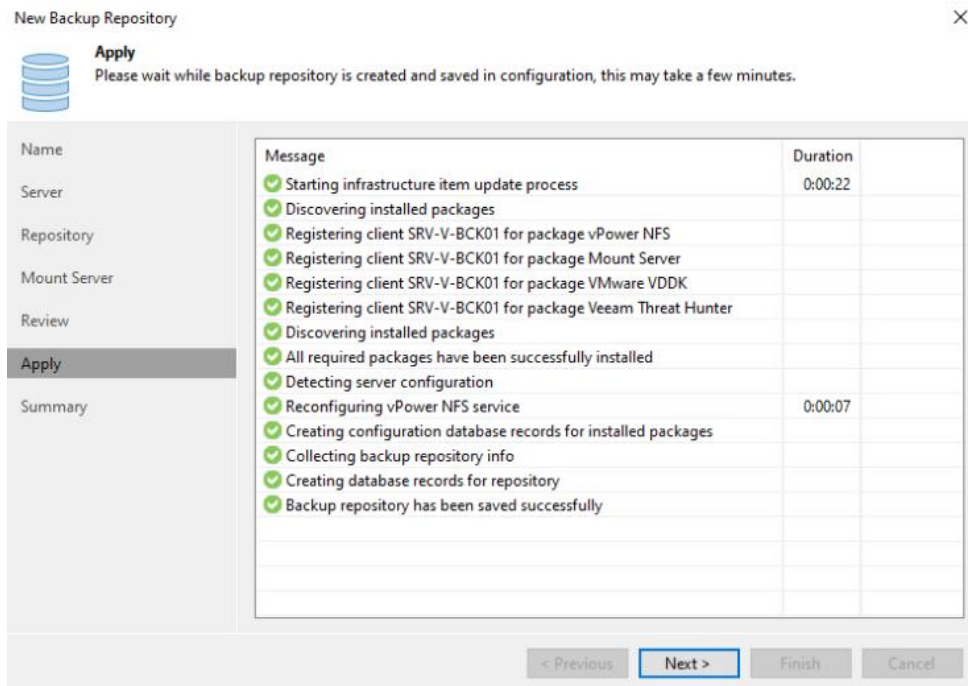 New Backup Repository
Apply
Please wait while backup repository is created and saved in configuration, this may take a few minutes.
Name
Server
Repository
Mount Server
Review
Apply
Summary
Message Duration
Starting infrastructure item update process 0:00:22
Discovering installed packages
Registering client SRV-V-BCK01 for package vPower NFS
Registering client SRV-V-BCK01 for package Mount Server
Registering client SRV-V-BCK01 for package VMware VDDK
Registering client SRV-V-BCK01 for package Veeam Threat Hunter
Discovering installed packages
All required packages have been successfully installed
Detecting server configuration
Reconfiguring vPower NFS service 0:00:07
Creating configuration database records for installed packages
Collecting backup repository info
Creating database records for repository
Backup repository has been saved successfully
< Previous Next > Finish Cancel